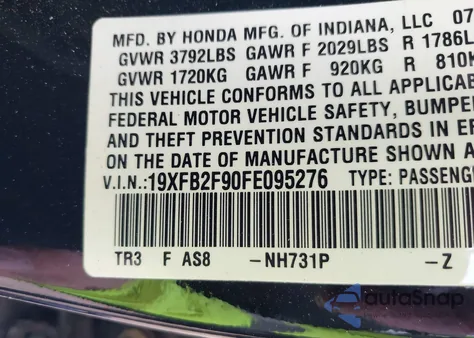 MFD. BY HONDA MFG. OF INDIANA, LLC 07
GVWR 3792LBS GAWR F 2029LBS R 1786L
GVWR 1720KG GAWR F 920KG R 810K
THIS VEHICLE CONFORMS TO ALL APPLICAB
FEDERAL MOTOR VEHICLE SAFETY, BUMPE
AND THEFT PREVENTION STANDARDS IN EF
ON THE DATE OF MANUFACTURE SHOWN A
V.I.N.:19XFB2F90FE095276 TYPE: PASSENG
TR3 F AS8 -NH731P -Z
autoSnap